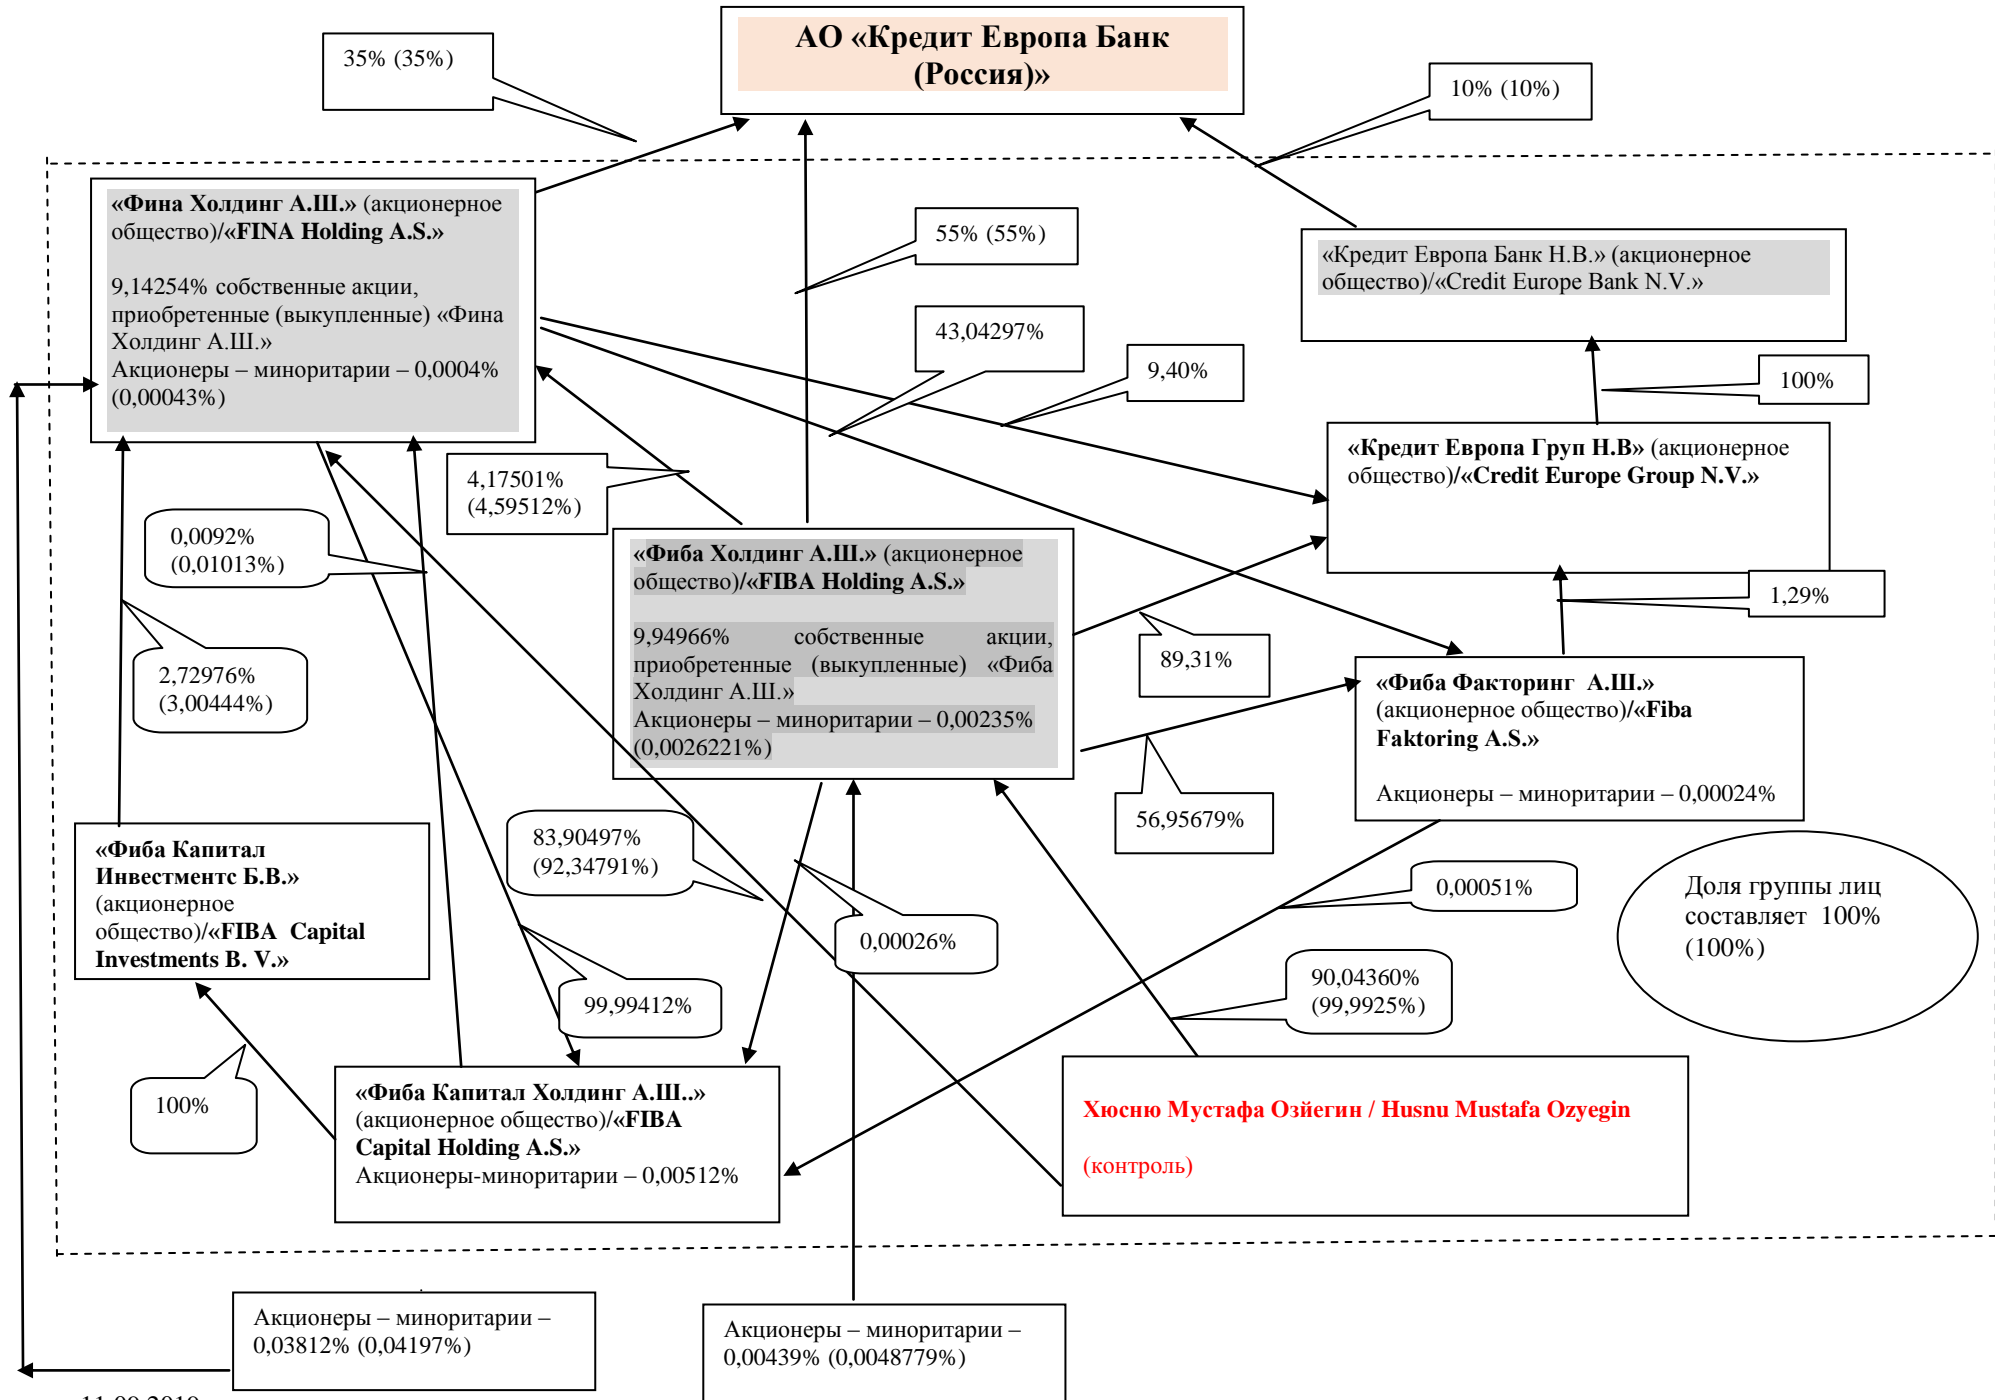 АО «Кредит Европа Банк
(Россия)»
35% (35%)
10% (10%)
«Фина Холдинг А.Ш.» (акционерное
общество)/«FINA Holding A.S.»
9,14254% собственные акции,
приобретенные (выкупленные) «Фина
Холдинг А.Ш.»
Акционеры – миноритарии – 0,0004%
(0,00043%)
55% (55%)
«Кредит Европа Банк Н.В.» (акционерное
общество)/«Credit Europe Bank N.V.»
43,04297%
9,40%
100%
«Кредит Европа Груп Н.В» (акционерное
общество)/«Credit Europe Group N.V.»
4,17501%
(4,59512%)
0,0092%
(0,01013%)
«Фиба Холдинг А.Ш.» (акционерное
общество)/«FIBA Holding A.S.»
9,94966% собственные акции,
приобретенные (выкупленные) «Фиба
Холдинг А.Ш.»
Акционеры – миноритарии – 0,00235%
(0,0026221%)
1,29%
89,31%
2,72976%
(3,00444%)
«Фиба Факторинг А.Ш.»
(акционерное общество)/«Fiba
Faktoring A.S.»
Акционеры – миноритарии – 0,00024%
56,95679%
83,90497%
(92,34791%)
«Фиба Капитал
Инвестментс Б.В.»
(акционерное
общество)/«FIBA Capital
Investments B. V.»
0,00026%
0,00051%
Доля группы лиц
составляет 100%
(100%)
99,99412%
90,04360%
(99,9925%)
100%
«Фиба Капитал Холдинг А.Ш..»
(акционерное общество)/«FIBA
Capital Holding A.S.»
Акционеры-миноритарии – 0,00512%
Хюсню Мустафа Озйегин / Husnu Mustafa Ozyegin
(контроль)
Акционеры – миноритарии –
0,03812% (0,04197%)
Акционеры – миноритарии –
0,00439% (0,0048779%)